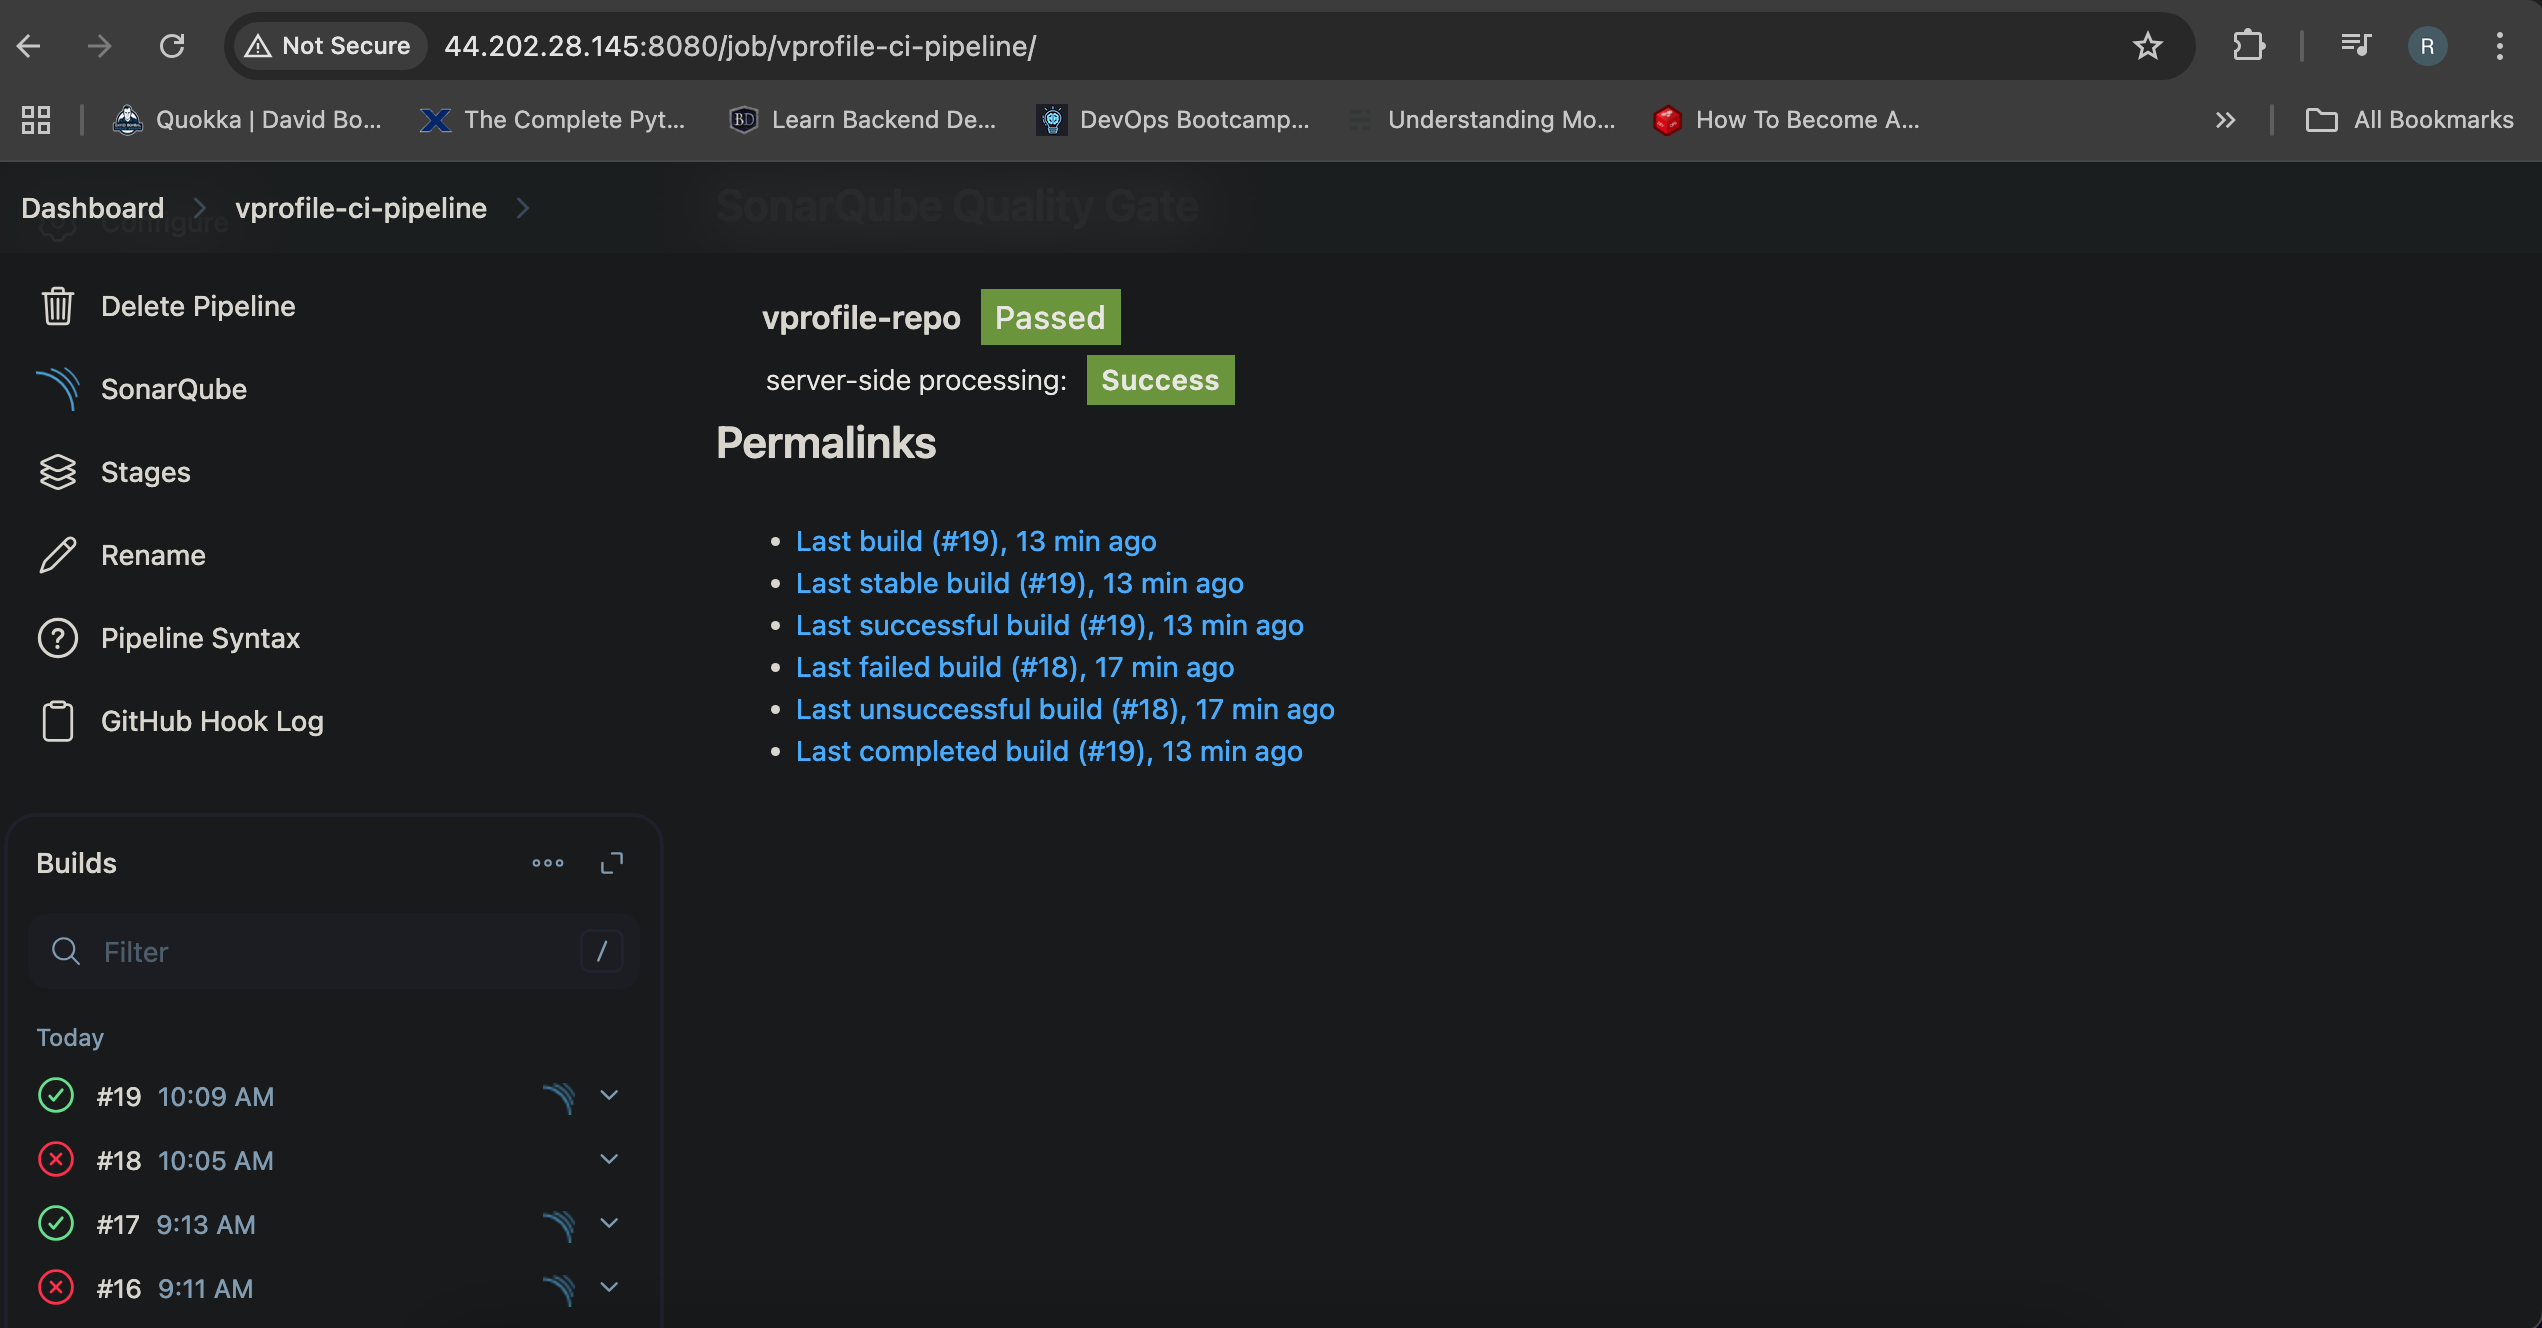 Not Secure 44.202.28.145:8080/job/vprofile-ci-pipeline/ R
Quokka | David Bo... The Complete Pyt... BD Learn Backend De... DevOps Bootcamp... Understanding Mo... How To Become A... All Bookmarks
Dashboard vprofile-ci-pipeline
Configure
SonarQube Quality Gate
Delete Pipeline
SonarQube
Stages
Rename
Pipeline Syntax
GitHub Hook Log
vprofile-repo Passed
server-side processing: Success
Permalinks
• Last build (#19), 13 min ago
• Last stable build (#19), 13 min ago
• Last successful build (#19), 13 min ago
• Last failed build (#18), 17 min ago
• Last unsuccessful build (#18), 17 min ago
• Last completed build (#19), 13 min ago
Builds
Filter /
Today
#19 10:09 AM
#18 10:05 AM
#17 9:13 AM
#16 9:11 AM